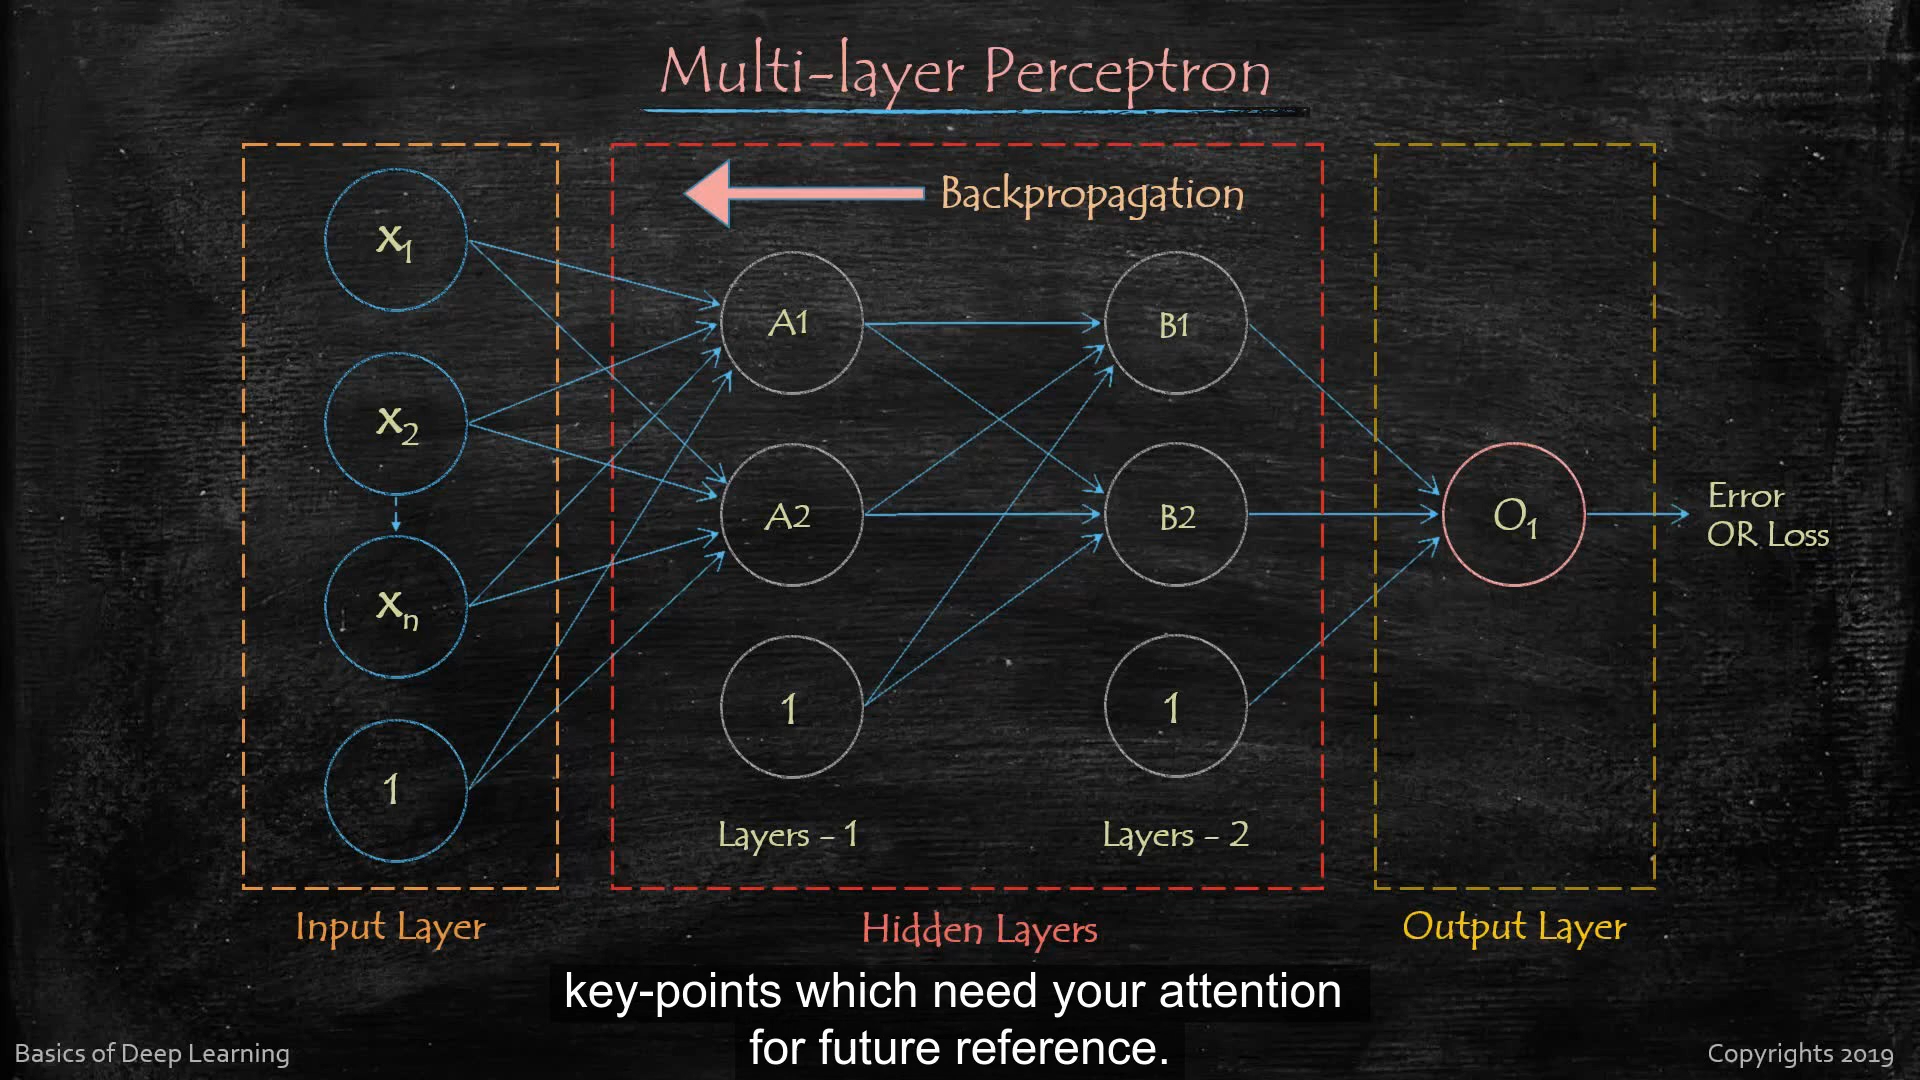 Multi-layer Perceptron
Backpropagation
x1
x2
xn
1
A1
A2
1
Layers - 1
B1
B2
1
Layers - 2
O1
Error
OR Loss
Input Layer
Hidden Layers
Output Layer
key-points which need your attention
for future reference.
Basics of Deep Learning
Copyrights 2019